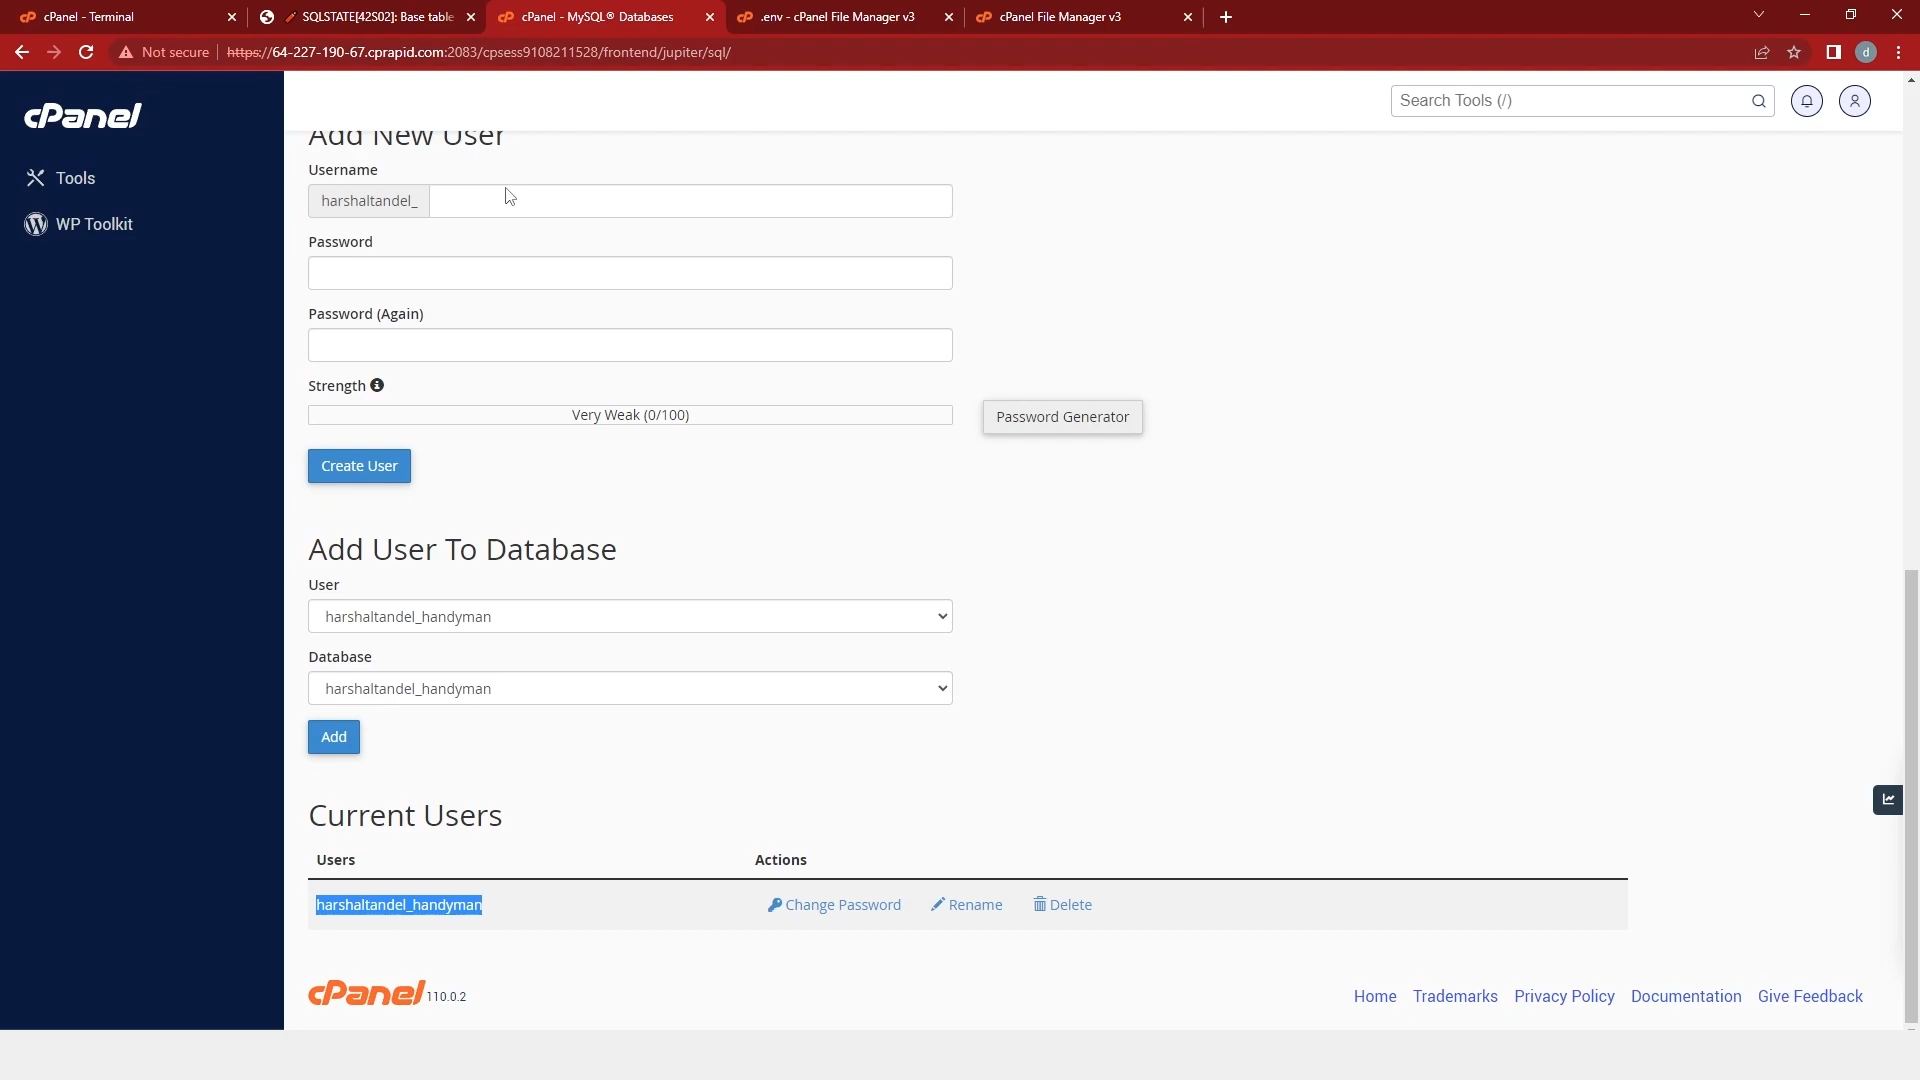 cPanel - Terminal
SQLSTATE[42S02]: Base table
cPanel - MySQL® Databases
.env - cPanel File Manager v3
cPanel File Manager v3
Not secure
https://64-227-190-67.cprapid.com:2083/cpsess9108211528/frontend/jupiter/sql/
d
cPanel
Search Tools (/)
Tools
WP Toolkit
Add New User
Username
harshaltandel_
Password
Password (Again)
Strength
Very Weak (0/100)
Password Generator
Create User
Add User To Database
User
harshaltandel_handyman
Database
harshaltandel_handyman
Add
Current Users
Users Actions
harshaltandel_handyman Change Password Rename Delete
cPanel 110.0.2
Home Trademarks Privacy Policy Documentation Give Feedback